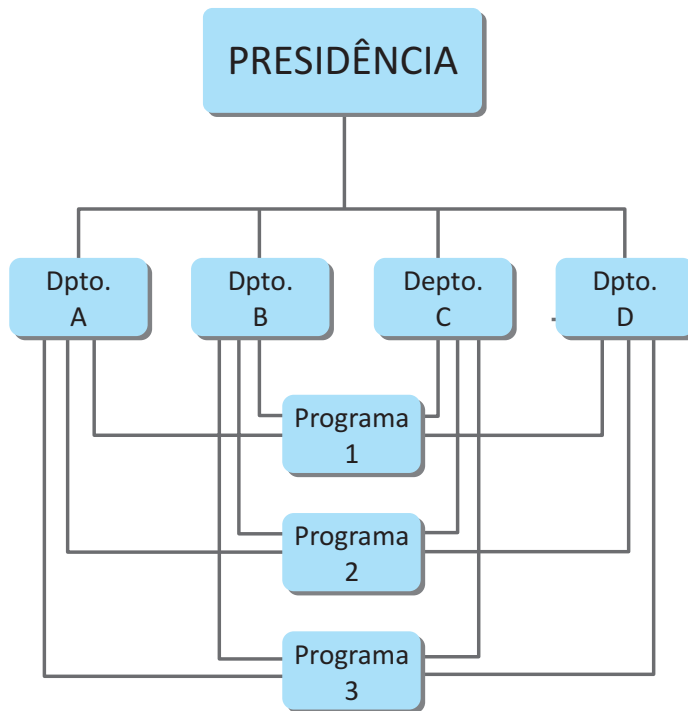 PRESIDÊNCIA
Dpto.
A
Dpto.
B
Depto.
C
Dpto.
D
Programa
1
Programa
2
Programa
3